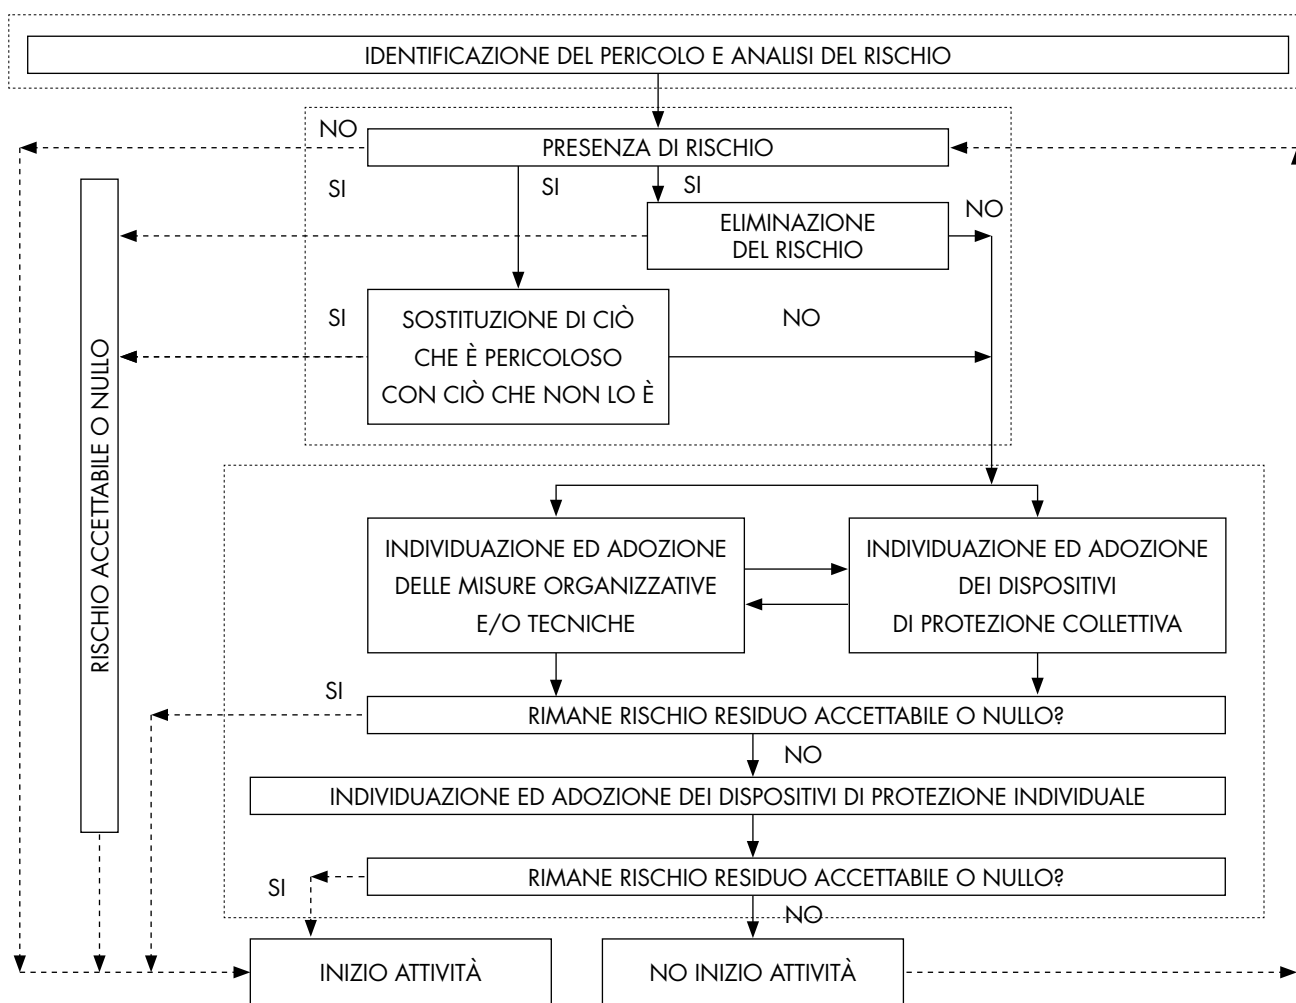 IDENTIFICAZIONE DEL PERICOLO E ANALISI DEL RISCHIO
NO
PRESENZA DI RISCHIO
SI
SI
SI
ELIMINAZIONE
DEL RISCHIO
NO
SI
SOSTITUZIONE DI CIÒ
CHE È PERICOLOSO
CON CIÒ CHE NON LO È
NO
RISCHIO ACCETTABILE O NULLO
INDIVIDUAZIONE ED ADOZIONE
DELLE MISURE ORGANIZZATIVE
E/O TECNICHE
INDIVIDUAZIONE ED ADOZIONE
DEI DISPOSITIVI
DI PROTEZIONE COLLETTIVA
SI
RIMANE RISCHIO RESIDUO ACCETTABILE O NULLO?
NO
INDIVIDUAZIONE ED ADOZIONE DEI DISPOSITIVI DI PROTEZIONE INDIVIDUALE
SI
RIMANE RISCHIO RESIDUO ACCETTABILE O NULLO?
NO
INIZIO ATTIVITÀ
NO INIZIO ATTIVITÀ